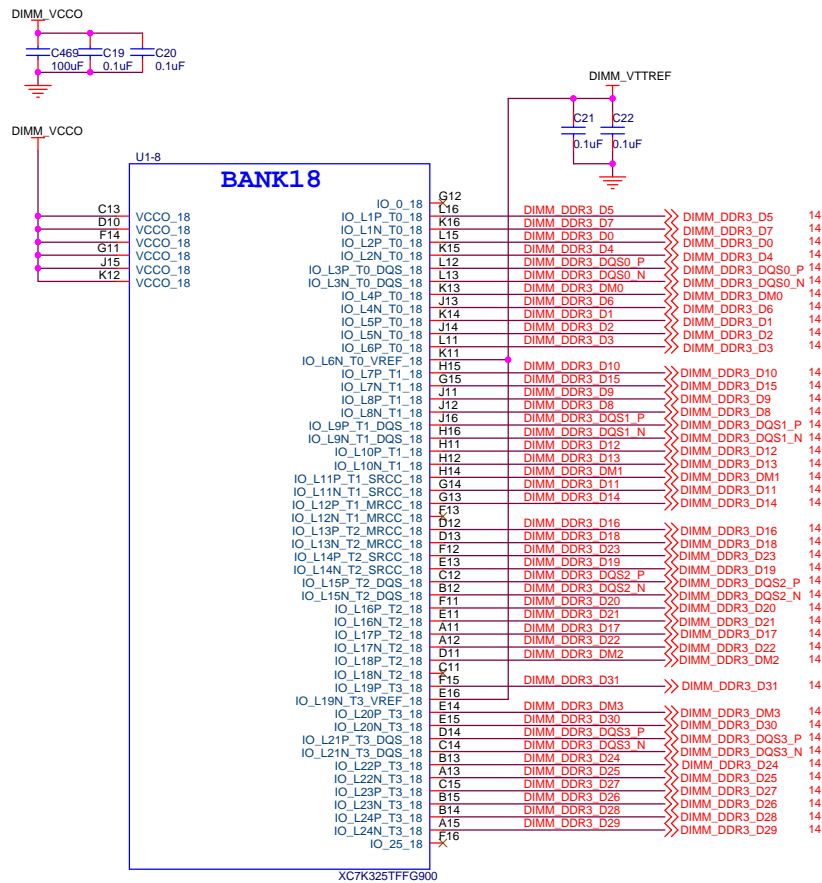 DIMM_VCCO
C469 C19 C20
100uF 0.1uF 0.1uF
DIMM_VTTREF
C21 C22
0.1uF 0.1uF
DIMM_VCCO
U1-8
BANK18
IO_0_18 G12
C13 VCCO_18 IO_L1P_T0_18 L16 DIMM_DDR3_D5 DIMM_DDR3_D5 14
D10 VCCO_18 IO_L1N_T0_18 K16 DIMM_DDR3_D7 DIMM_DDR3_D7 14
F14 VCCO_18 IO_L2P_T0_18 L15 DIMM_DDR3_D0 DIMM_DDR3_D0 14
G11 VCCO_18 IO_L2N_T0_18 K15 DIMM_DDR3_D4 DIMM_DDR3_D4 14
J15 VCCO_18 IO_L3P_T0_DQS_18 L12 DIMM_DDR3_DQS0_P DIMM_DDR3_DQS0_P 14
K12 VCCO_18 IO_L3N_T0_DQS_18 L13 DIMM_DDR3_DQS0_N DIMM_DDR3_DQS0_N 14
IO_L4P_T0_18 K13 DIMM_DDR3_DM0 DIMM_DDR3_DM0 14
IO_L4N_T0_18 J13 DIMM_DDR3_D6 DIMM_DDR3_D6 14
IO_L5P_T0_18 K14 DIMM_DDR3_D1 DIMM_DDR3_D1 14
IO_L5N_T0_18 J14 DIMM_DDR3_D2 DIMM_DDR3_D2 14
IO_L6P_T0_18 L11 DIMM_DDR3_D3 DIMM_DDR3_D3 14
IO_L6N_T0_VREF_18 K11
IO_L7P_T1_18 H15 DIMM_DDR3_D10 DIMM_DDR3_D10 14
IO_L7N_T1_18 G15 DIMM_DDR3_D15 DIMM_DDR3_D15 14
IO_L8P_T1_18 J11 DIMM_DDR3_D9 DIMM_DDR3_D9 14
IO_L8N_T1_18 J12 DIMM_DDR3_D8 DIMM_DDR3_D8 14
IO_L9P_T1_DQS_18 J16 DIMM_DDR3_DQS1_P DIMM_DDR3_DQS1_P 14
IO_L9N_T1_DQS_18 H16 DIMM_DDR3_DQS1_N DIMM_DDR3_DQS1_N 14
IO_L10P_T1_18 H11 DIMM_DDR3_D12 DIMM_DDR3_D12 14
IO_L10N_T1_18 H12 DIMM_DDR3_D13 DIMM_DDR3_D13 14
IO_L11P_T1_SRCC_18 H14 DIMM_DDR3_DM1 DIMM_DDR3_DM1 14
IO_L11N_T1_SRCC_18 G14 DIMM_DDR3_D11 DIMM_DDR3_D11 14
IO_L12P_T1_MRCC_18 G13 DIMM_DDR3_D14 DIMM_DDR3_D14 14
IO_L12N_T1_MRCC_18 F13
IO_L13P_T2_MRCC_18 D12 DIMM_DDR3_D16 DIMM_DDR3_D16 14
IO_L13N_T2_MRCC_18 D13 DIMM_DDR3_D18 DIMM_DDR3_D18 14
IO_L14P_T2_SRCC_18 F12 DIMM_DDR3_D23 DIMM_DDR3_D23 14
IO_L14N_T2_SRCC_18 E13 DIMM_DDR3_D19 DIMM_DDR3_D19 14
IO_L15P_T2_DQS_18 C12 DIMM_DDR3_DQS2_P DIMM_DDR3_DQS2_P 14
IO_L15N_T2_DQS_18 B12 DIMM_DDR3_DQS2_N DIMM_DDR3_DQS2_N 14
IO_L16P_T2_18 F11 DIMM_DDR3_D20 DIMM_DDR3_D20 14
IO_L16N_T2_18 E11 DIMM_DDR3_D21 DIMM_DDR3_D21 14
IO_L17P_T2_18 A11 DIMM_DDR3_D17 DIMM_DDR3_D17 14
IO_L17N_T2_18 A12 DIMM_DDR3_D22 DIMM_DDR3_D22 14
IO_L18P_T2_18 D11 DIMM_DDR3_DM2 DIMM_DDR3_DM2 14
IO_L18N_T2_18 C11
IO_L19P_T3_18 F15 DIMM_DDR3_D31 DIMM_DDR3_D31 14
IO_L19N_T3_VREF_18 E16
IO_L20P_T3_18 E14 DIMM_DDR3_DM3 DIMM_DDR3_DM3 14
IO_L20N_T3_18 E15 DIMM_DDR3_D30 DIMM_DDR3_D30 14
IO_L21P_T3_DQS_18 D14 DIMM_DDR3_DQS3_P DIMM_DDR3_DQS3_P 14
IO_L21N_T3_DQS_18 C14 DIMM_DDR3_DQS3_N DIMM_DDR3_DQS3_N 14
IO_L22P_T3_18 B13 DIMM_DDR3_D24 DIMM_DDR3_D24 14
IO_L22N_T3_18 A13 DIMM_DDR3_D25 DIMM_DDR3_D25 14
IO_L23P_T3_18 C15 DIMM_DDR3_D27 DIMM_DDR3_D27 14
IO_L23N_T3_18 B15 DIMM_DDR3_D26 DIMM_DDR3_D26 14
IO_L24P_T3_18 B14 DIMM_DDR3_D28 DIMM_DDR3_D28 14
IO_L24N_T3_18 A15 DIMM_DDR3_D29 DIMM_DDR3_D29 14
IO_25_18 F16
XC7K325TFFG900